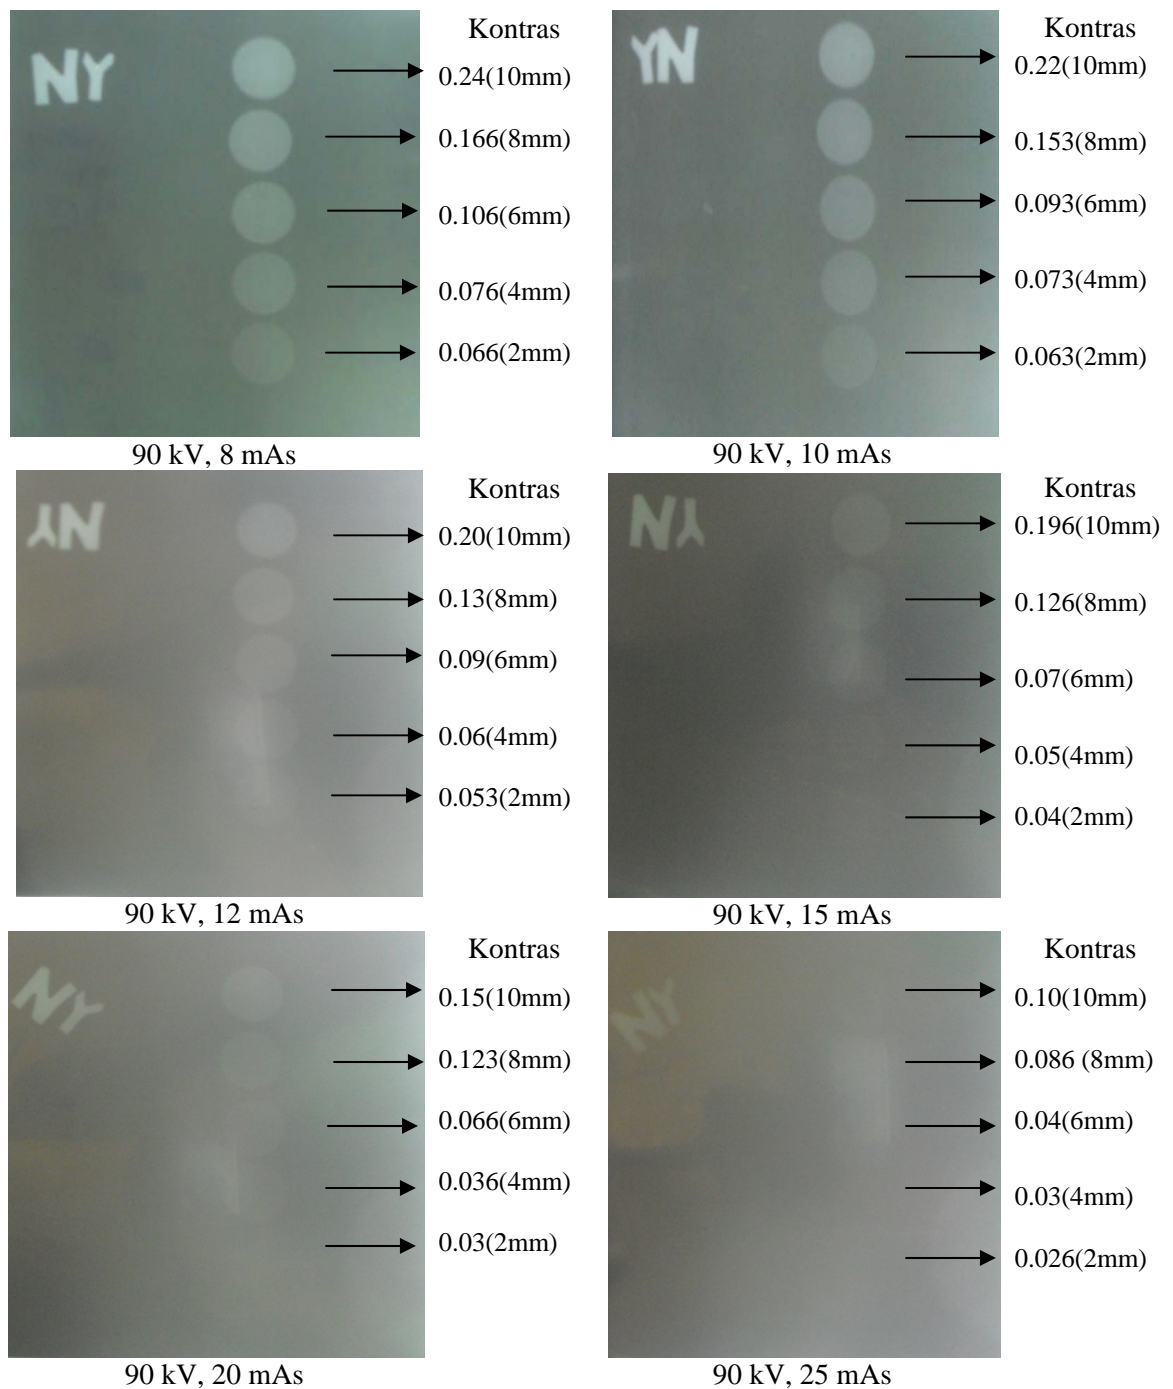 NY
Kontras
0.24(10mm)
0.166(8mm)
0.106(6mm)
0.076(4mm)
0.066(2mm)
90 kV, 8 mAs
YN
Kontras
0.22(10mm)
0.153(8mm)
0.093(6mm)
0.073(4mm)
0.063(2mm)
90 kV, 10 mAs
YN
Kontras
0.20(10mm)
0.13(8mm)
0.09(6mm)
0.06(4mm)
0.053(2mm)
90 kV, 12 mAs
NY
Kontras
0.196(10mm)
0.126(8mm)
0.07(6mm)
0.05(4mm)
0.04(2mm)
90 kV, 15 mAs
NY
Kontras
0.15(10mm)
0.123(8mm)
0.066(6mm)
0.036(4mm)
0.03(2mm)
90 kV, 20 mAs
NY
Kontras
0.10(10mm)
0.086 (8mm)
0.04(6mm)
0.03(4mm)
0.026(2mm)
90 kV, 25 mAs